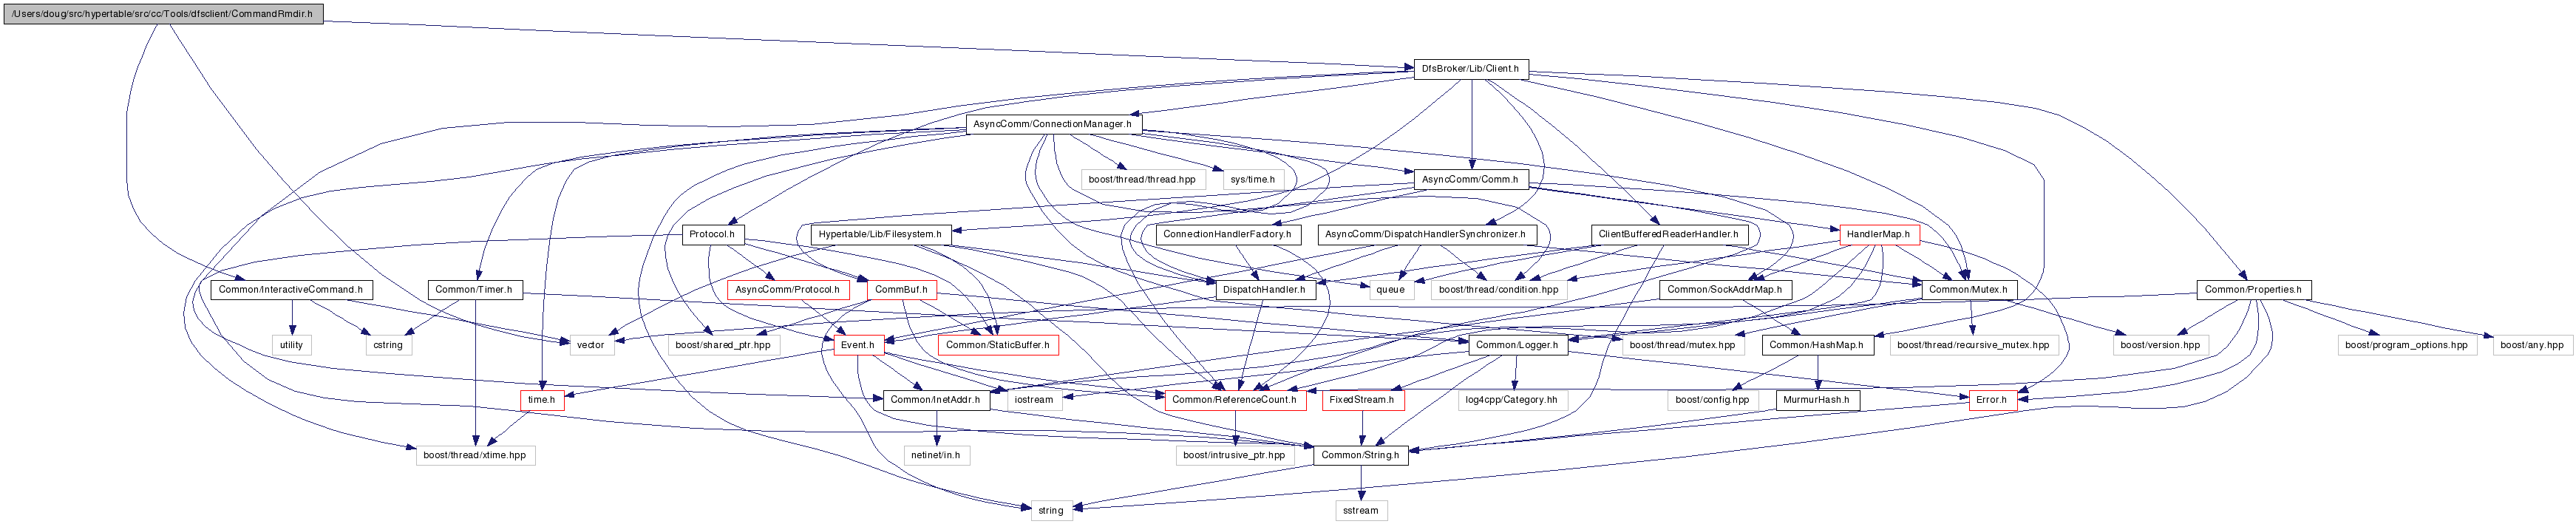 /Users/doug/src/hypertable/src/cc/Tools/dfsclient/CommandRmdir.h
DfsBroker/Lib/Client.h
AsyncComm/ConnectionManager.h
boost/thread/thread.hpp
sys/time.h
AsyncComm/Comm.h
Protocol.h
Hypertable/Lib/Filesystem.h
ConnectionHandlerFactory.h
AsyncComm/DispatchHandlerSynchronizer.h
ClientBufferedReaderHandler.h
HandlerMap.h
Common/InteractiveCommand.h
Common/Timer.h
AsyncComm/Protocol.h
CommBuf.h
DispatchHandler.h
queue
boost/thread/condition.hpp
Common/SockAddrMap.h
Common/Mutex.h
Common/Properties.h
utility
cstring
vector
boost/shared_ptr.hpp
Event.h
Common/StaticBuffer.h
Common/Logger.h
boost/thread/mutex.hpp
Common/HashMap.h
boost/thread/recursive_mutex.hpp
boost/version.hpp
boost/program_options.hpp
boost/any.hpp
time.h
Common/InetAddr.h
iostream
Common/ReferenceCount.h
FixedStream.h
log4cpp/Category.hh
boost/config.hpp
MurmurHash.h
Error.h
boost/thread/xtime.hpp
netinet/in.h
boost/intrusive_ptr.hpp
Common/String.h
string
sstream